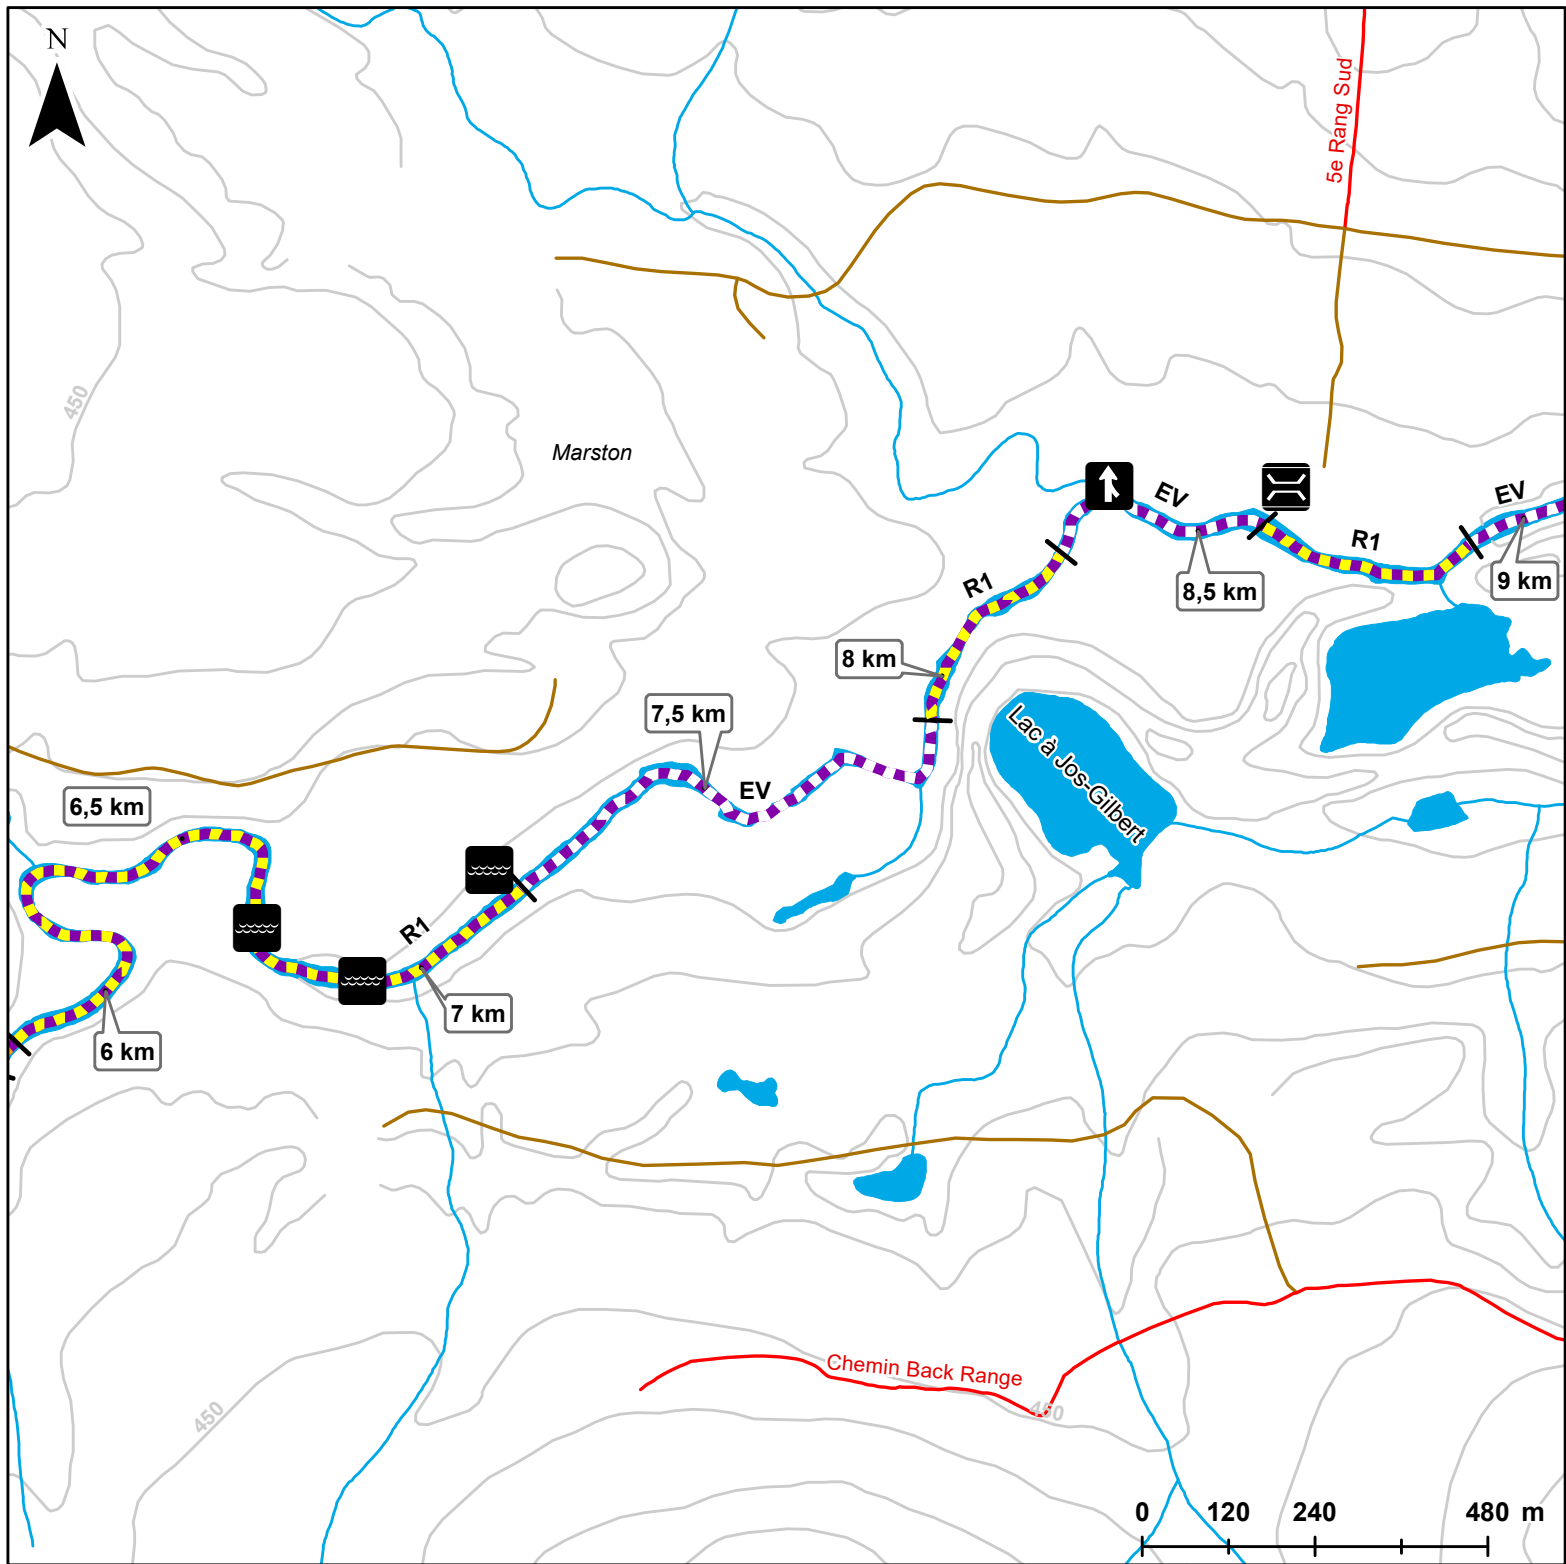 N
5e Rang Sud
450
Marston
EV
EV
R1
9 km
8,5 km
R1
8 km
7,5 km
Lac à Jos-Gilbert
EV
6,5 km
R1
7 km
6 km
Chemin Back Range
450
450
0 120 240 480 m